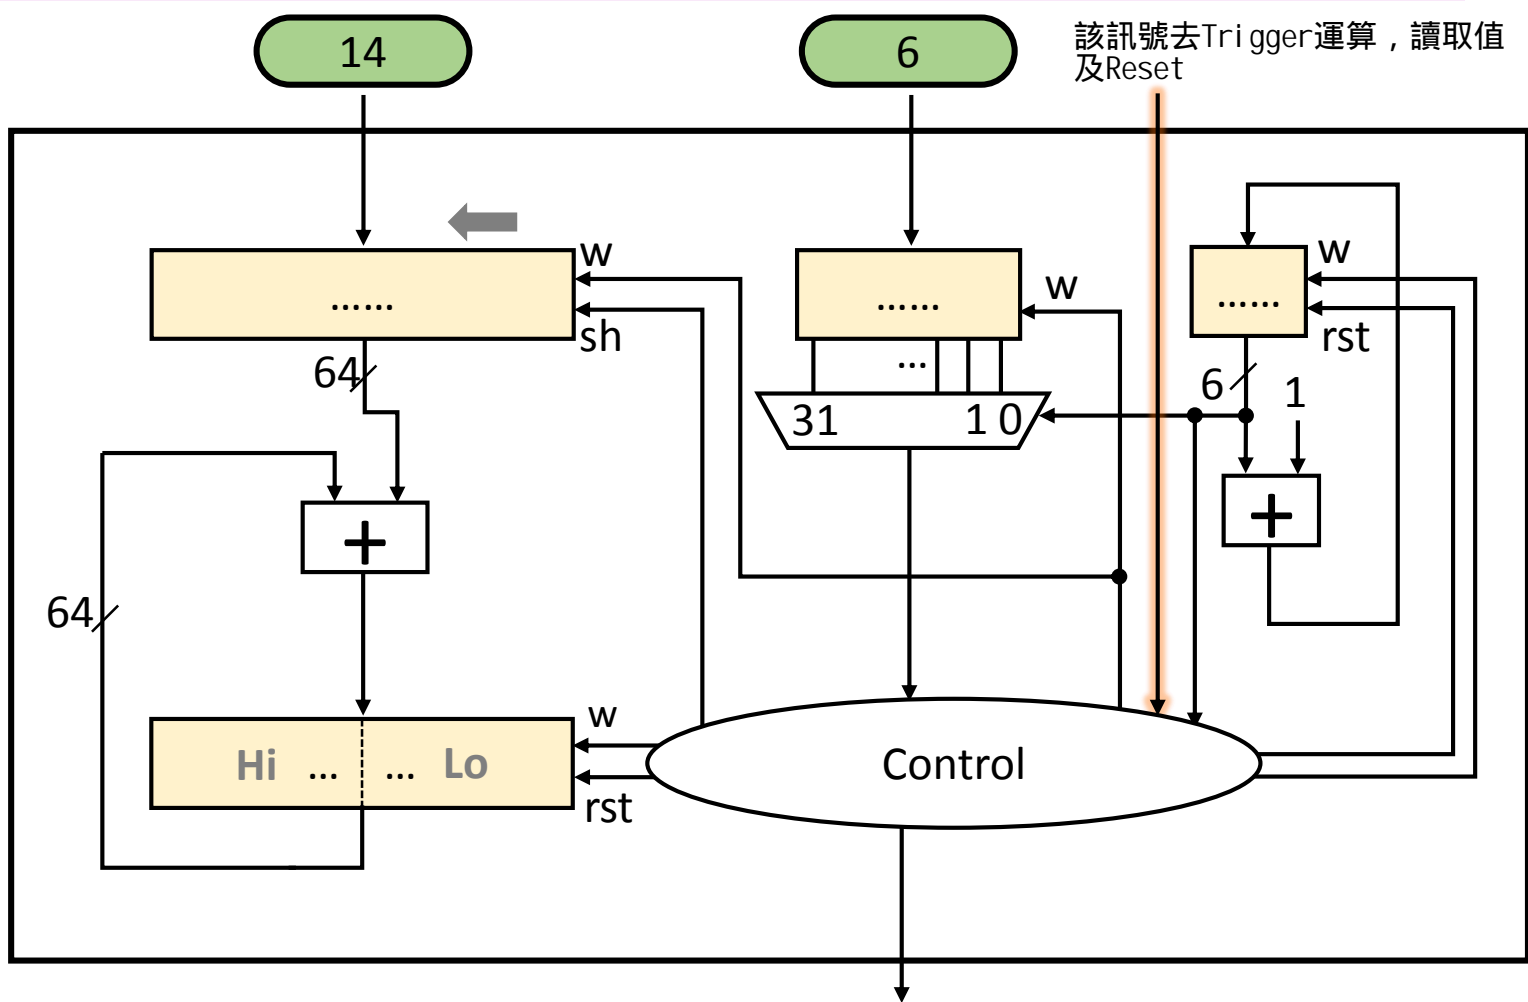 14
6
該訊號去Trigger運算，讀取值
及Reset
w
sh
......
w
......
w
rst
......
64
...
31
1 0
6
1
+
+
64
Hi ... ... Lo
w
rst
Control